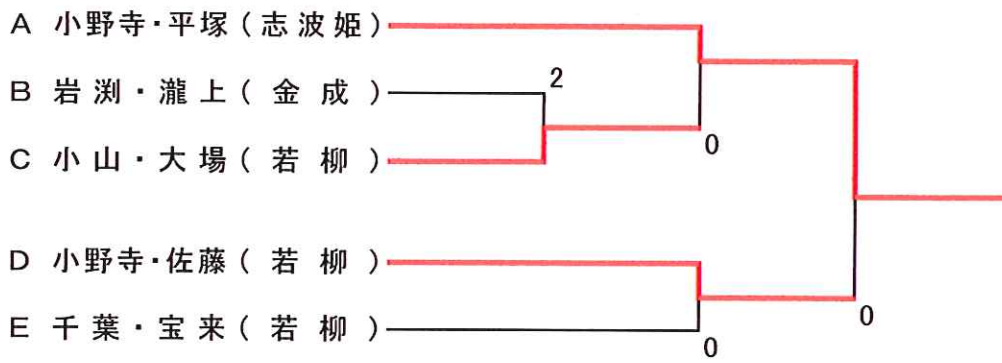 A 小野寺・平塚(志波姫)
2
B 岩渕・瀧上(金成)
0
C 小山・大場(若柳)
D 小野寺・佐藤(若柳)
0
E 千葉・宝来(若柳)
0